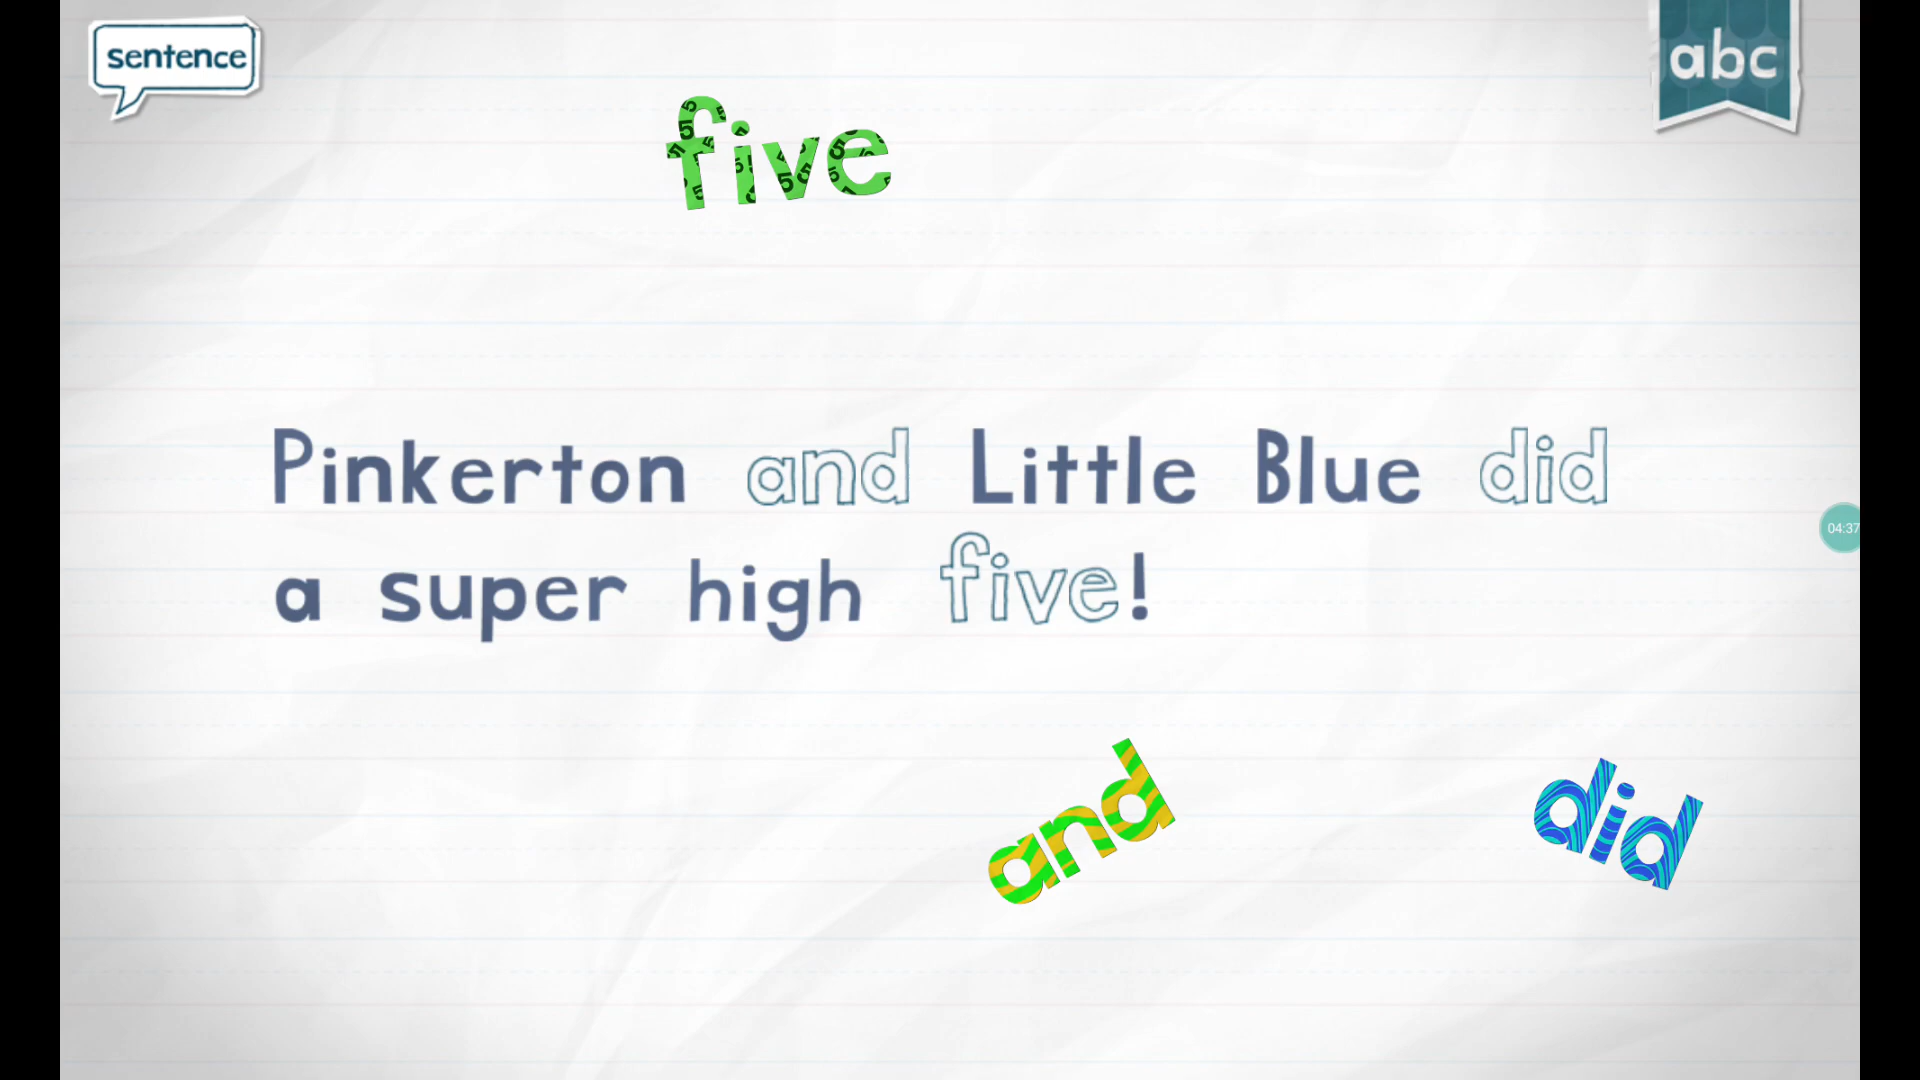 sentence
abc
five
Pinkerton and Little Blue did
a super high five!
04:37
and
did